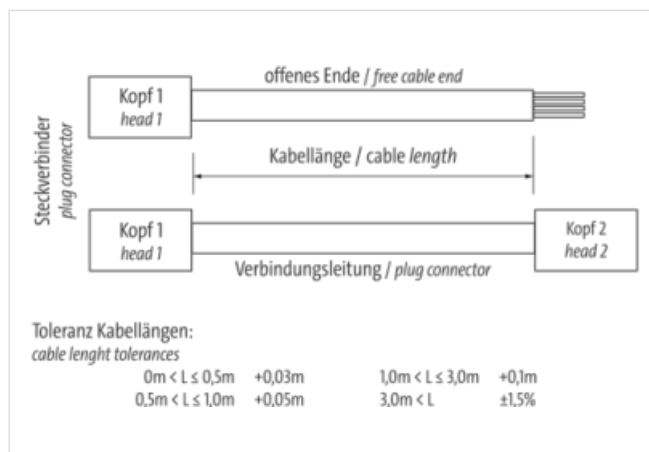 offenes Ende / free cable end
Kopf 1
head 1
Steckverbinder
plug connector
Kabellänge / cable length
Kopf 1
head 1
Kopf 2
head 2
Verbindungsleitung / plug connector
Toleranz Kabellängen:
cable lenght tolerances
0m < L ≤ 0,5m +0,03m 1,0m < L ≤ 3,0m +0,1m
0,5m < L ≤ 1,0m +0,05m 3,0m < L ±1,5%